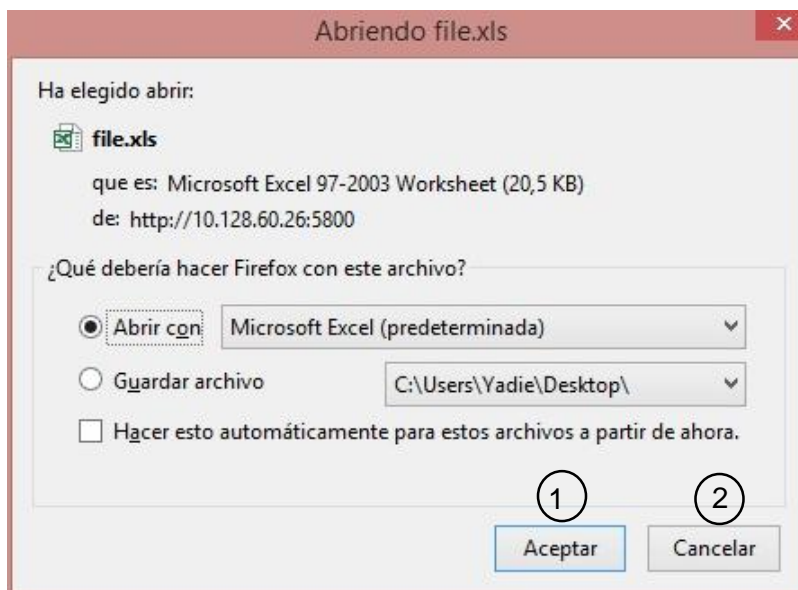 Abriendo file.xls
×
Ha elegido abrir:
file.xls
que es: Microsoft Excel 97-2003 Worksheet (20,5 KB)
de: http://10.128.60.26:5800
¿Qué debería hacer Firefox con este archivo?
Abrir con Microsoft Excel (predeterminada)
Guardar archivo C:\Users\Yadie\Desktop\
Hacer esto automáticamente para estos archivos a partir de ahora.
1 2
Aceptar Cancelar